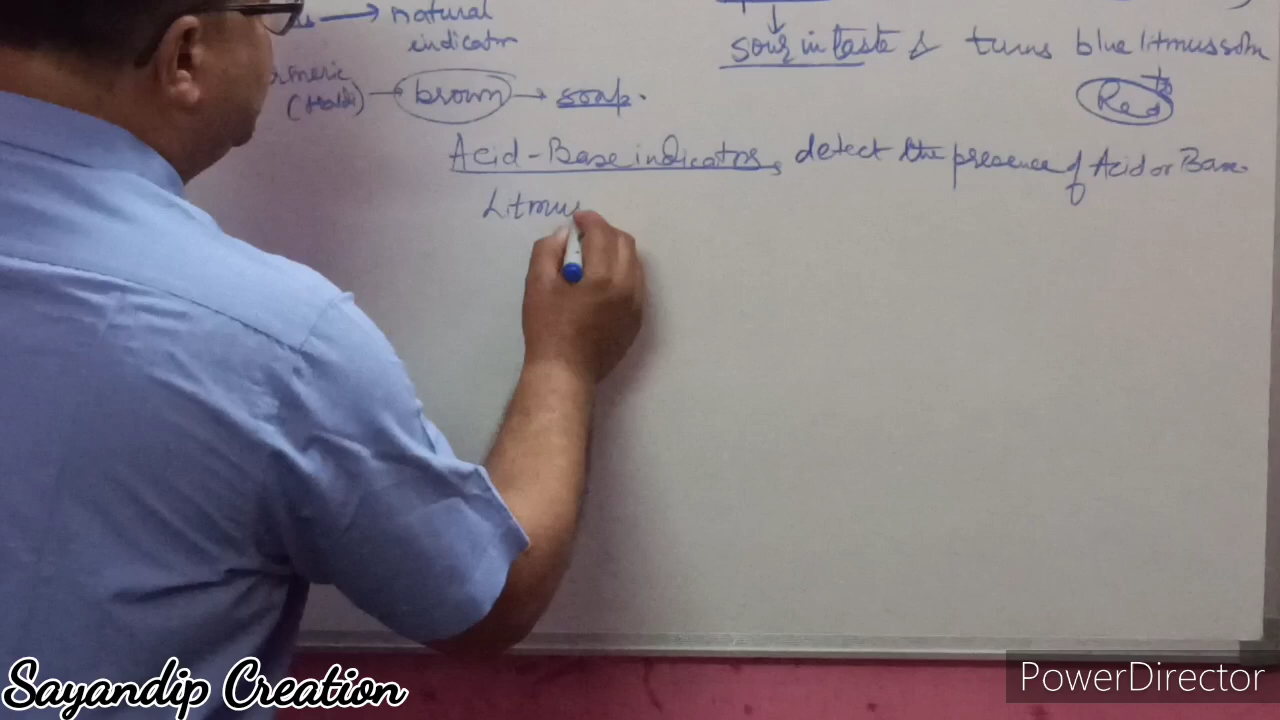 natural
indicator
sour in taste & turns blue litmus soln
to
Red
(Haldi) → brown → soap.
Acid-Base indicators, detect the presence of Acid or Base.
Litmus
Sayandip Creation
PowerDirector